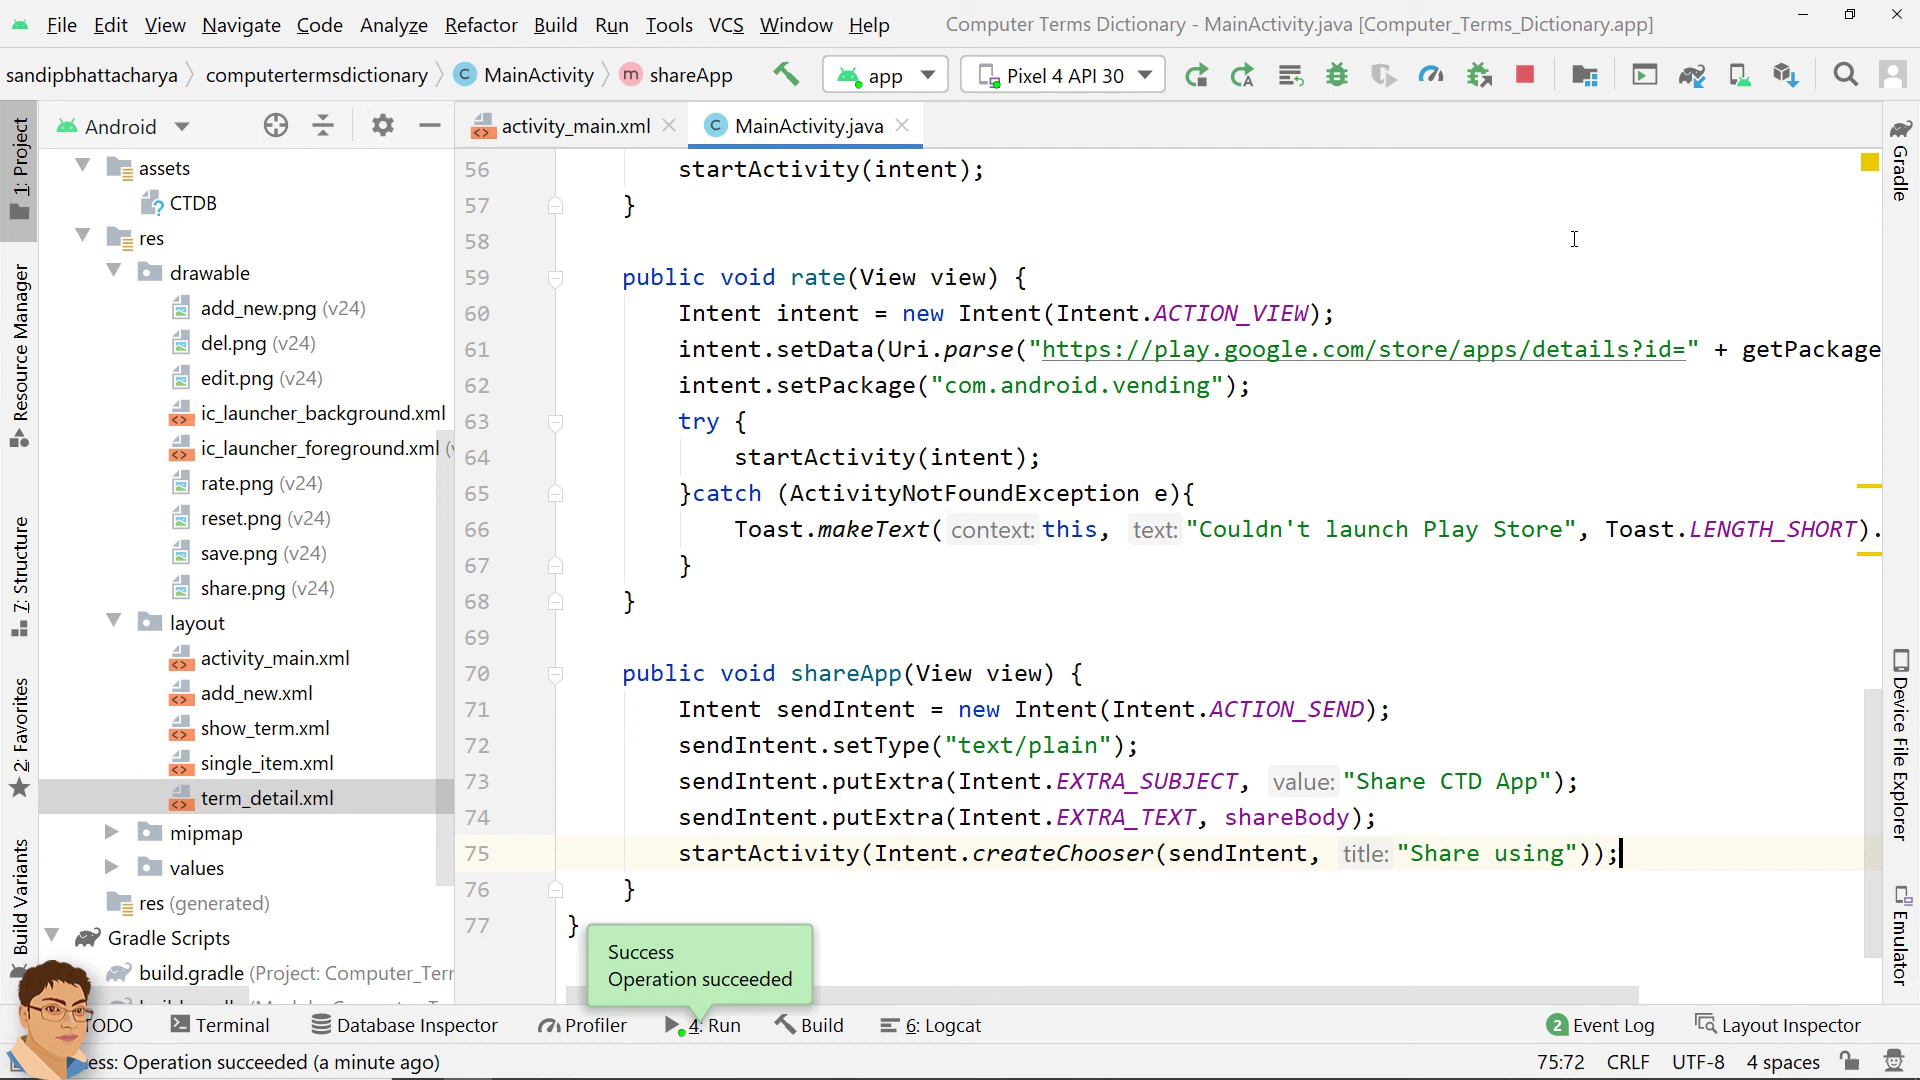 File Edit View Navigate Code Analyze Refactor Build Run Tools VCS Window Help Computer Terms Dictionary - MainActivity.java [Computer_Terms_Dictionary.app]
sandipbhattacharya computertermsdictionary C MainActivity m shareApp app Pixel 4 API 30
Android
activity_main.xml
C MainActivity.java
1: Project
Resource Manager
7: Structure
2: Favorites
Build Variants
assets
CTDB
res
drawable
add_new.png (v24)
del.png (v24)
edit.png (v24)
ic_launcher_background.xml
ic_launcher_foreground.xml
rate.png (v24)
reset.png (v24)
save.png (v24)
share.png (v24)
layout
activity_main.xml
add_new.xml
show_term.xml
single_item.xml
term_detail.xml
mipmap
values
res (generated)
Gradle Scripts
build.gradle (Project: Computer_Terr
56 startActivity(intent);
57 }
58
59 public void rate(View view) {
60 Intent intent = new Intent(Intent.ACTION_VIEW);
61 intent.setData(Uri.parse("https://play.google.com/store/apps/details?id=" + getPackage
62 intent.setPackage("com.android.vending");
63 try {
64 startActivity(intent);
65 }catch (ActivityNotFoundException e){
66 Toast.makeText( context: this, text: "Couldn't launch Play Store", Toast.LENGTH_SHORT).
67 }
68 }
69
70 public void shareApp(View view) {
71 Intent sendIntent = new Intent(Intent.ACTION_SEND);
72 sendIntent.setType("text/plain");
73 sendIntent.putExtra(Intent.EXTRA_SUBJECT, value: "Share CTD App");
74 sendIntent.putExtra(Intent.EXTRA_TEXT, shareBody);
75 startActivity(Intent.createChooser(sendIntent, title: "Share using"));
76 }
77 }
Success
Operation succeeded
Gradle
Device File Explorer
Emulator
TODO Terminal Database Inspector Profiler 4: Run Build 6: Logcat 2 Event Log Layout Inspector
ess: Operation succeeded (a minute ago) 75:72 CRLF UTF-8 4 spaces